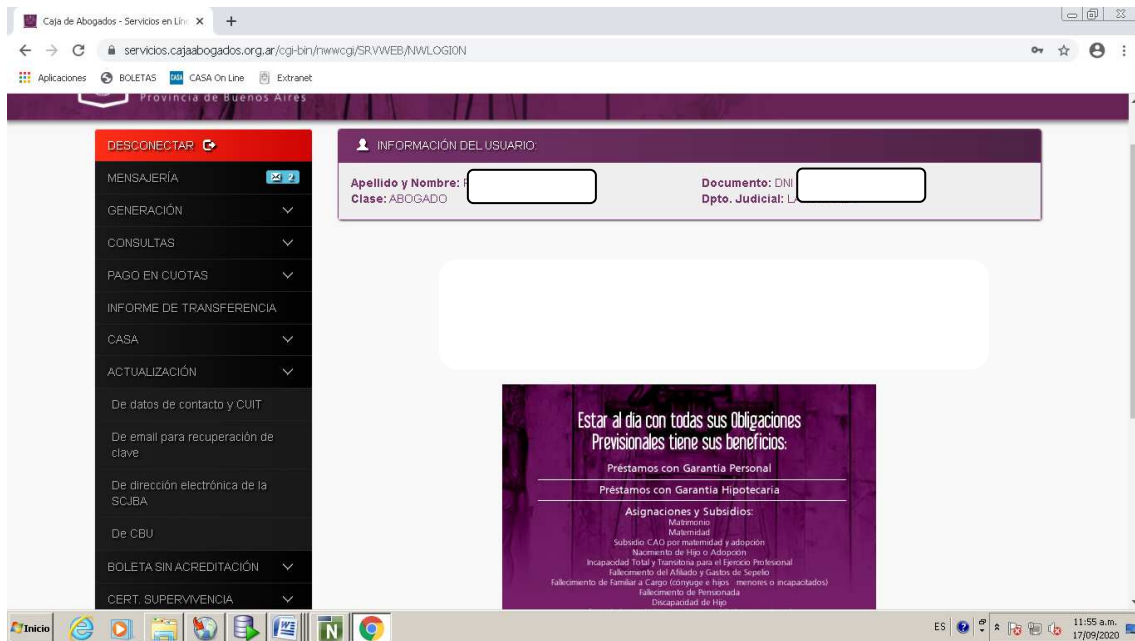 Caja de Abogados - Servicios en Lín
servicios.cajaabogados.org.ar/cgi-bin/nwwcgi/SRVWEB/NWLOGION
Aplicaciones BOLETAS CASA On Line Extranet
Provincia de Buenos Aires
DESCONECTAR
MENSAJERÍA 2
GENERACIÓN
CONSULTAS
PAGO EN CUOTAS
INFORME DE TRANSFERENCIA
CASA
ACTUALIZACIÓN
De datos de contacto y CUIT
De email para recuperación de
clave
De dirección electrónica de la
SCJBA
De CBU
BOLETA SIN ACREDITACIÓN
CERT. SUPERVIVENCIA
INFORMACIÓN DEL USUARIO:
Apellido y Nombre:
Documento: DNI
Clase: ABOGADO
Dpto. Judicial:
Estar al día con todas sus Obligaciones
Previsionales tiene sus beneficios:
Préstamos con Garantía Personal
Préstamos con Garantía Hipotecaria
Asignaciones y Subsidios:
Matrimonio
Maternidad
Subsidio CAO por maternidad y adopción
Nacimiento de Hijo o Adopción
Incapacidad Total y Transitoria para el Ejercicio Profesional
Fallecimento del Afiliado y Gastos de Sepelio
Fallecimento de Familiar a Cargo (cónyuge e hijos menores o incapacitados)
Fallecimento de Pensionada
Discapacidad de Hijo
Inicio
ES
11:55 a.m.
17/09/2020